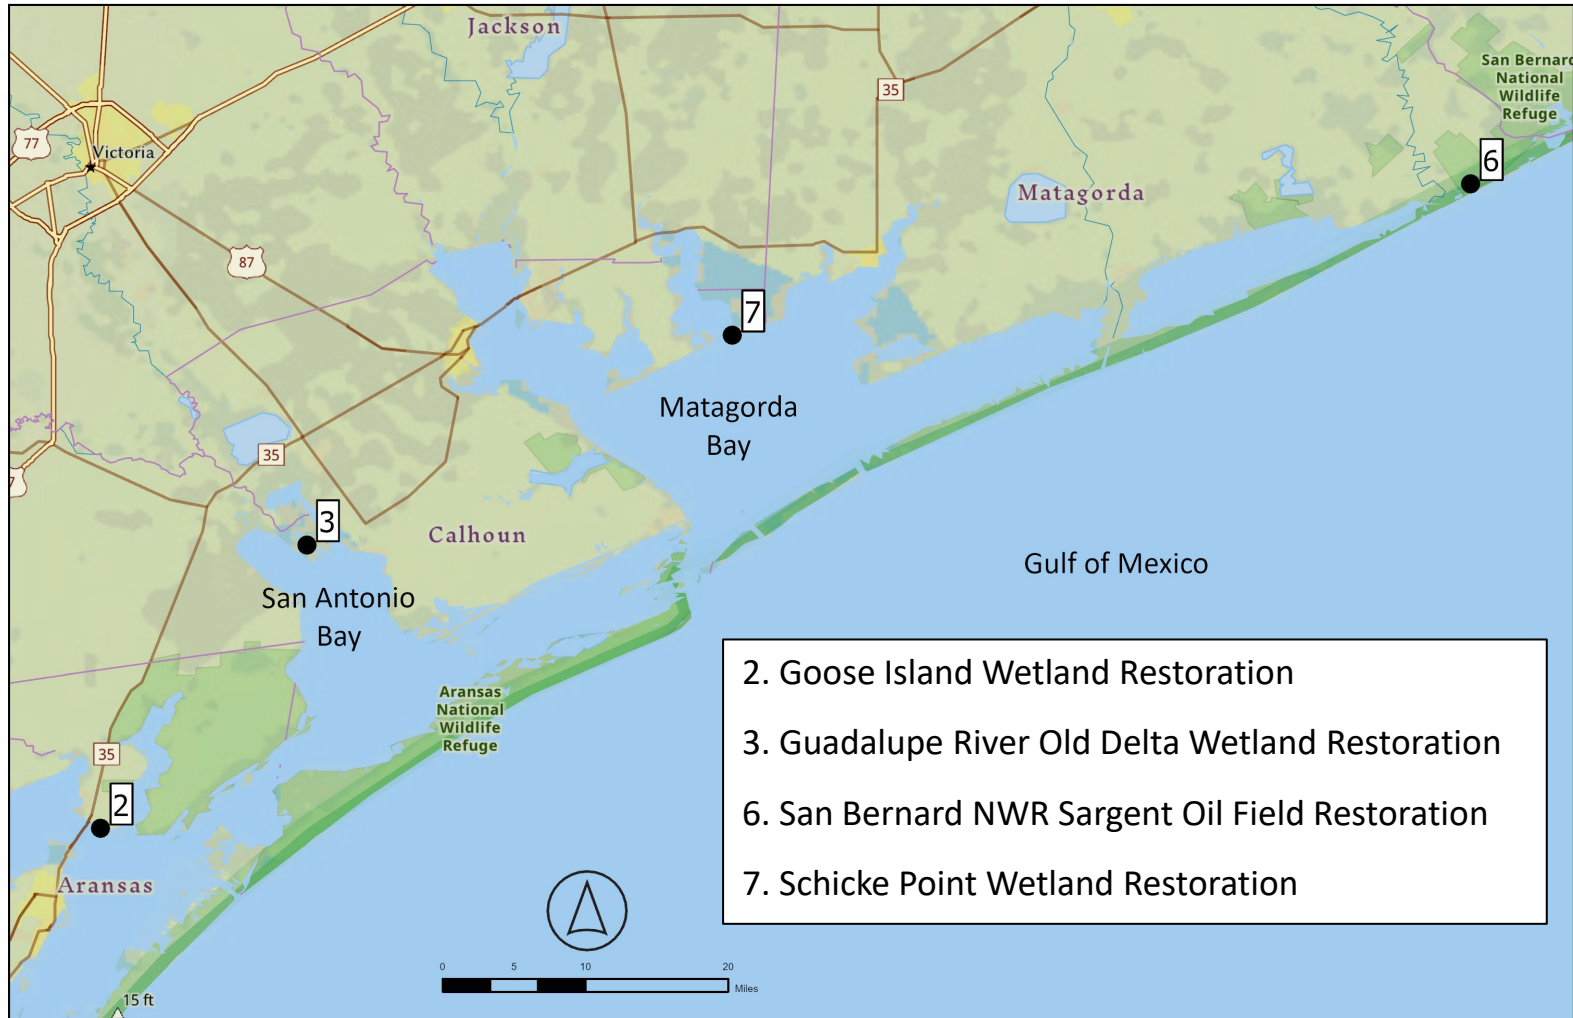 Jackson
San Bernard
National
Wildlife
Refuge
35
77
Victoria
6
Matagorda
87
7
Matagorda
Bay
35
3
Calhoun
Gulf of Mexico
San Antonio
Bay
2. Goose Island Wetland Restoration
3. Guadalupe River Old Delta Wetland Restoration
6. San Bernard NWR Sargent Oil Field Restoration
7. Schicke Point Wetland Restoration
Aransas
National
Wildlife
Refuge
35
2
Aransas
0 5 10 20
Miles
15 ft